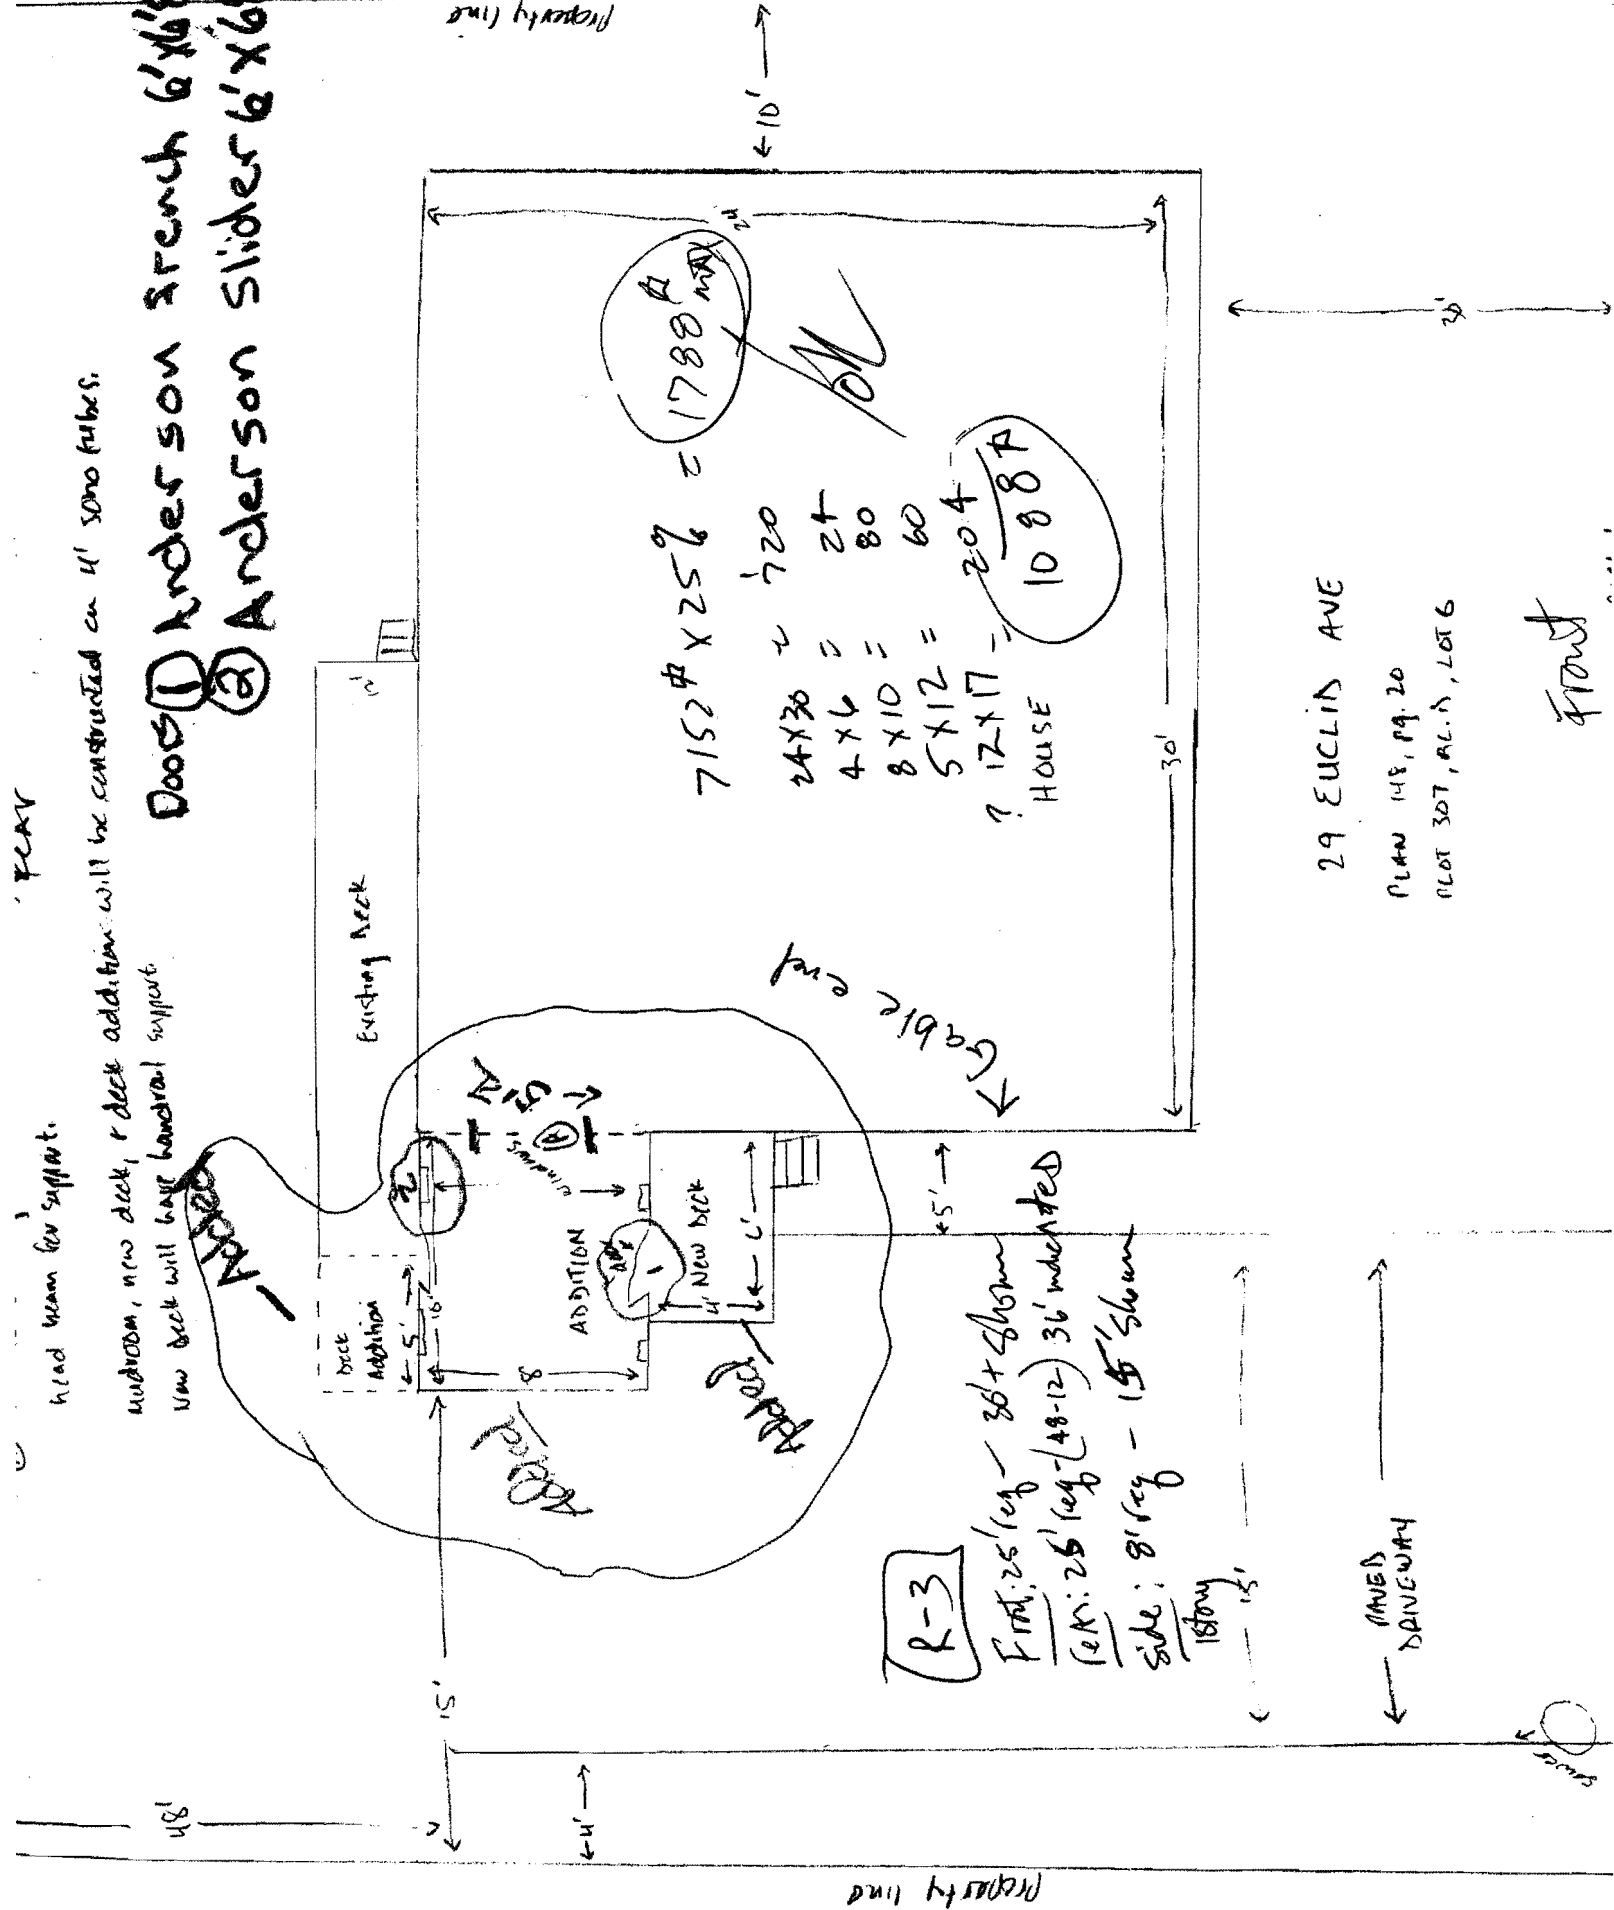 rear
head beam for support.
mudroom, new deck, + deck addition will be constructed on 4' sono tubes.
New deck will have handrail support.
Doors ① Anderson French 6'x6'8
② Anderson Slider 6'x6
property line
←10'→
48'
Added
Existing Deck
12'
Deck
Addition
←5'→
10'
2
24
7152 x 25% = 1788
MAX
OK
24x30 = 720
4x6 = 24
8x10 = 80
5x12 = 60
? 12x17 = 204
1088
HOUSE
windows
ADDITION
8
1
New Deck
4'
←6'→
Added
Added
Gable end
←5'→
30'
15'
←4'→
R-3
Front: 25' req - 30'+ shown
rear: 25' req - (48-12) 36' indicated
side: 8' req - 15' shown
1 story
15'
30'
← PAVED →
DRIVEWAY
29 EUCLID AVE
PLAN 148, pg. 20
PLOT 307, LOT 6
Front
property line